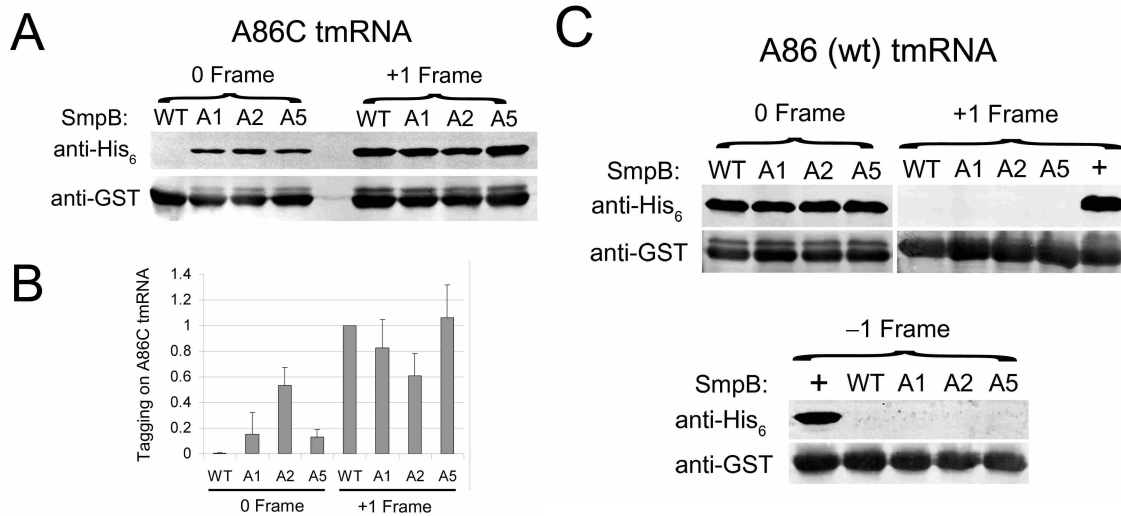 A
A86C tmRNA
0 Frame +1 Frame
SmpB: WT A1 A2 A5 WT A1 A2 A5
anti-His6
anti-GST
B
Tagging on A86C tmRNA
1.4
1.2
1
0.8
0.6
0.4
0.2
0
WT A1 A2 A5 WT A1 A2 A5
0 Frame +1 Frame
C
A86 (wt) tmRNA
0 Frame +1 Frame
SmpB: WT A1 A2 A5 WT A1 A2 A5 +
anti-His6
anti-GST
–1 Frame
SmpB: + WT A1 A2 A5
anti-His6
anti-GST